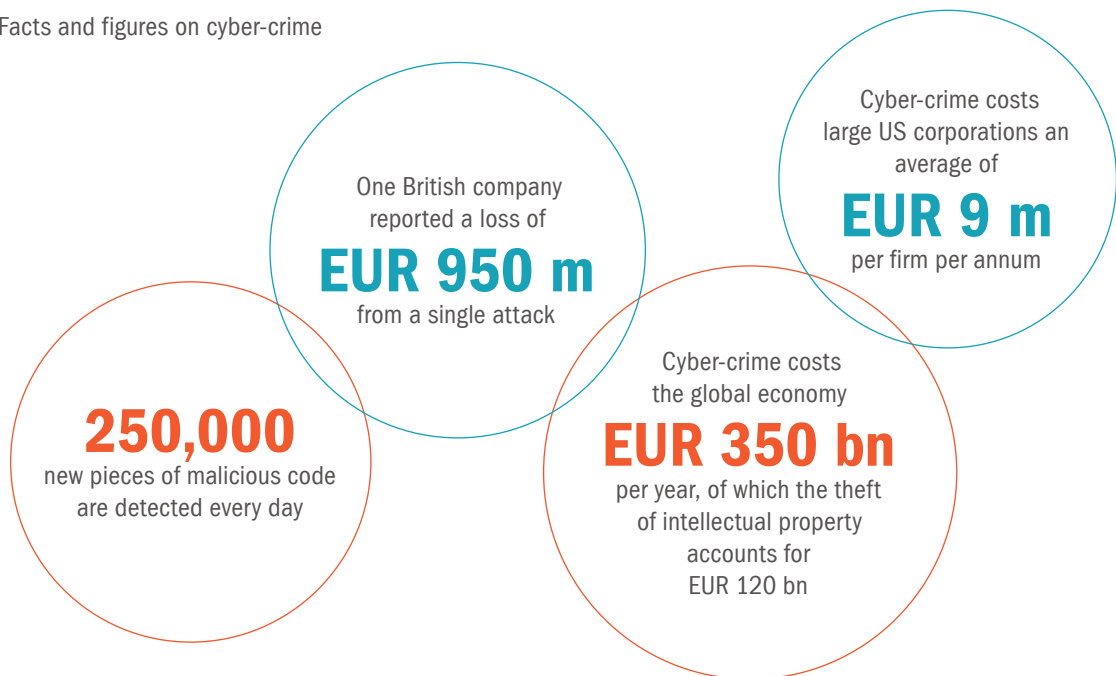 Facts and figures on cyber-crime
One British company
reported a loss of
EUR 950 m
from a single attack
Cyber-crime costs
large US corporations an
average of
EUR 9 m
per firm per annum
250,000
new pieces of malicious code
are detected every day
Cyber-crime costs
the global economy
EUR 350 bn
per year, of which the theft
of intellectual property
accounts for
EUR 120 bn